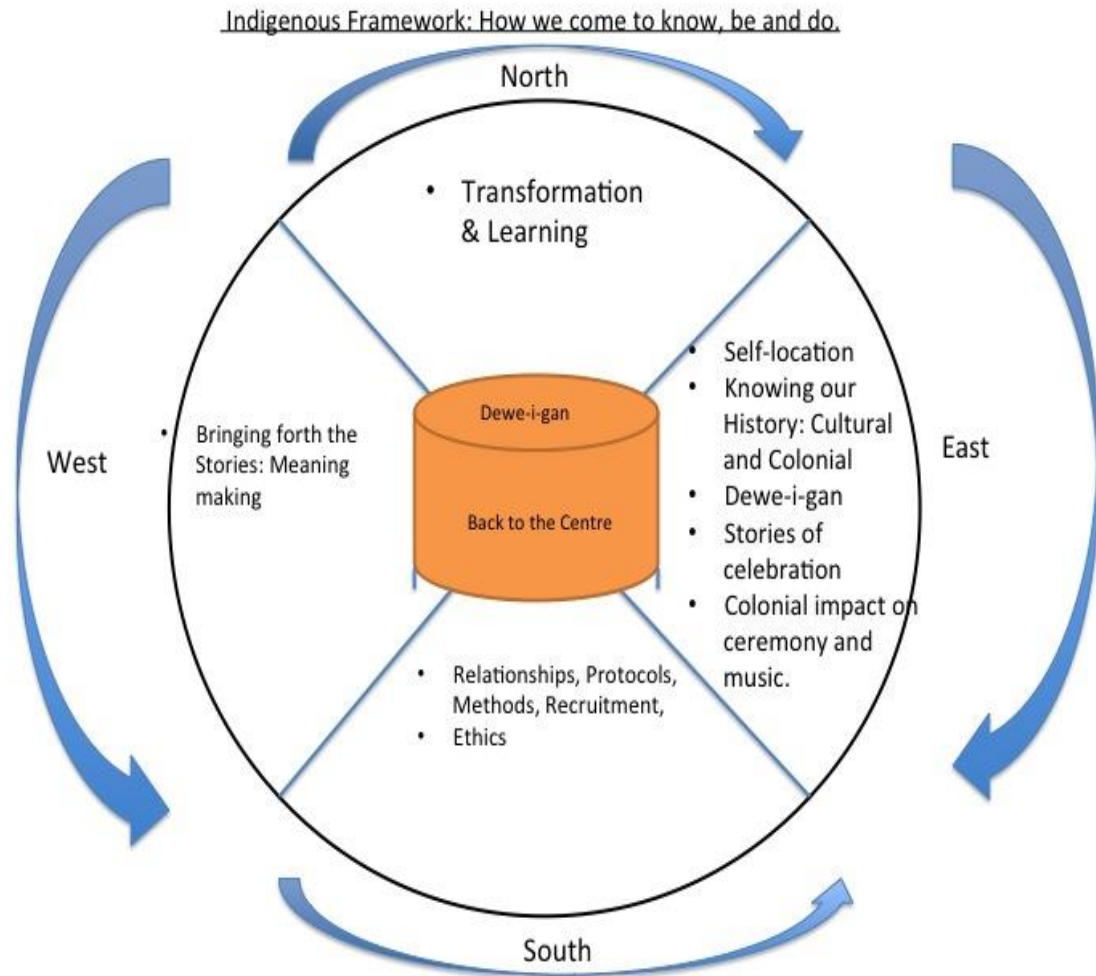 Indigenous Framework: How we come to know, be and do.
North
• Transformation
& Learning
West
• Bringing forth the
Stories: Meaning
making
Dewe-i-gan
Back to the Centre
• Self-location
• Knowing our
History: Cultural
and Colonial
• Dewe-i-gan
• Stories of
celebration
• Colonial impact on
ceremony and
music.
East
• Relationships, Protocols,
Methods, Recruitment,
• Ethics
South